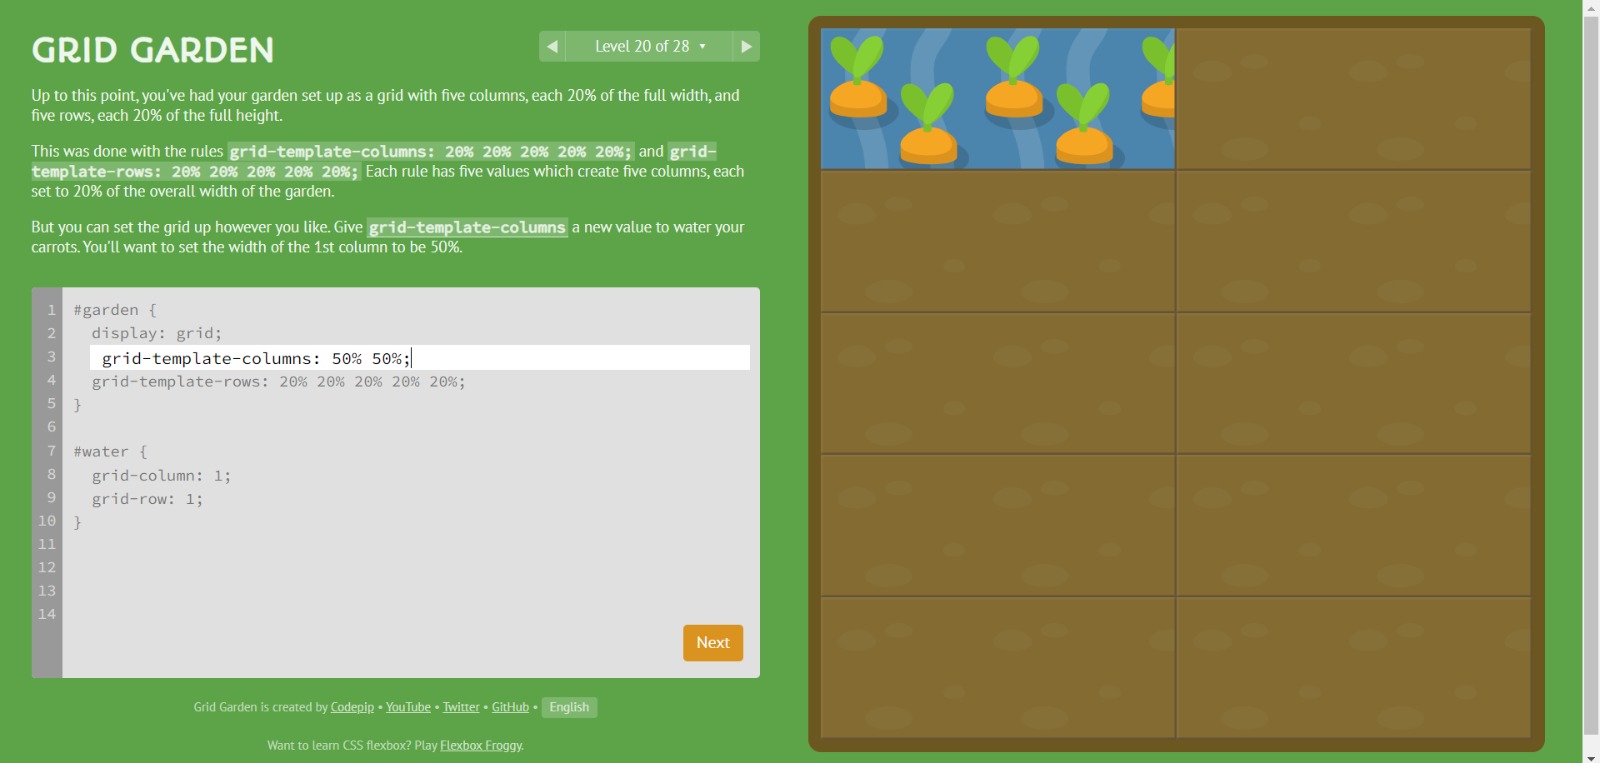 GRID GARDEN
Level 20 of 28
Up to this point, you've had your garden set up as a grid with five columns, each 20% of the full width, and
five rows, each 20% of the full height.
This was done with the rules grid-template-columns: 20% 20% 20% 20% 20%; and grid-
template-rows: 20% 20% 20% 20% 20%; Each rule has five values which create five columns, each
set to 20% of the overall width of the garden.
But you can set the grid up however you like. Give grid-template-columns a new value to water your
carrots. You'll want to set the width of the 1st column to be 50%.
1 #garden {
2 display: grid;
3 grid-template-columns: 50% 50%;
4 grid-template-rows: 20% 20% 20% 20% 20%;
5 }
6
7 #water {
8 grid-column: 1;
9 grid-row: 1;
10 }
11
12
13
14
Next
Grid Garden is created by Codepip • YouTube • Twitter • GitHub • English
Want to learn CSS flexbox? Play Flexbox Froggy.